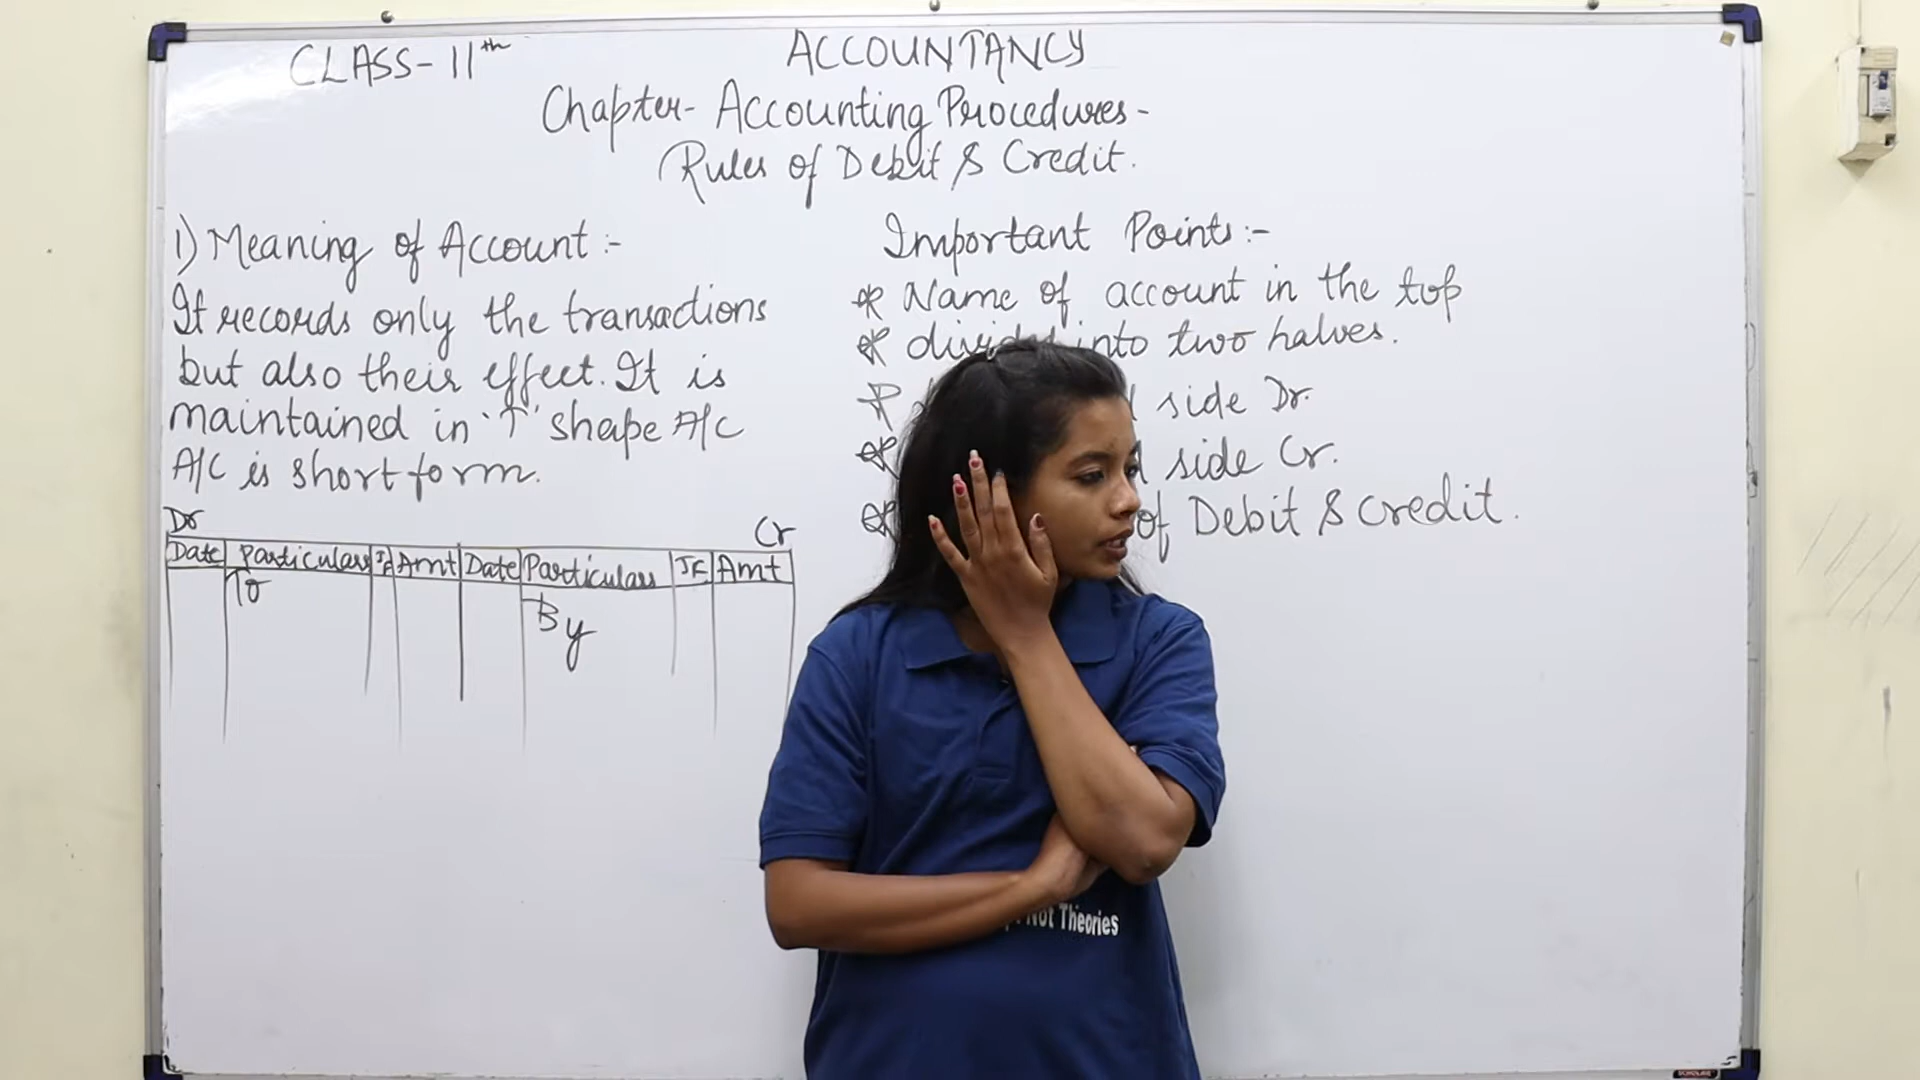 CLASS-11th
ACCOUNTANCY
Chapter- Accounting Procedures-
Rules of Debit & Credit.
1) Meaning of Account:-
It records only the transactions
but also their effect. It is
maintained in 'T' shape A/C
A/C is short form.
Dr Cr
Date Particulars JF Amt Date Particulars JF Amt
To
By
Important Points:-
* Name of account in the top
* divided into two halves.
side Dr.
* side Cr.
* of Debit & Credit.
Not Theories